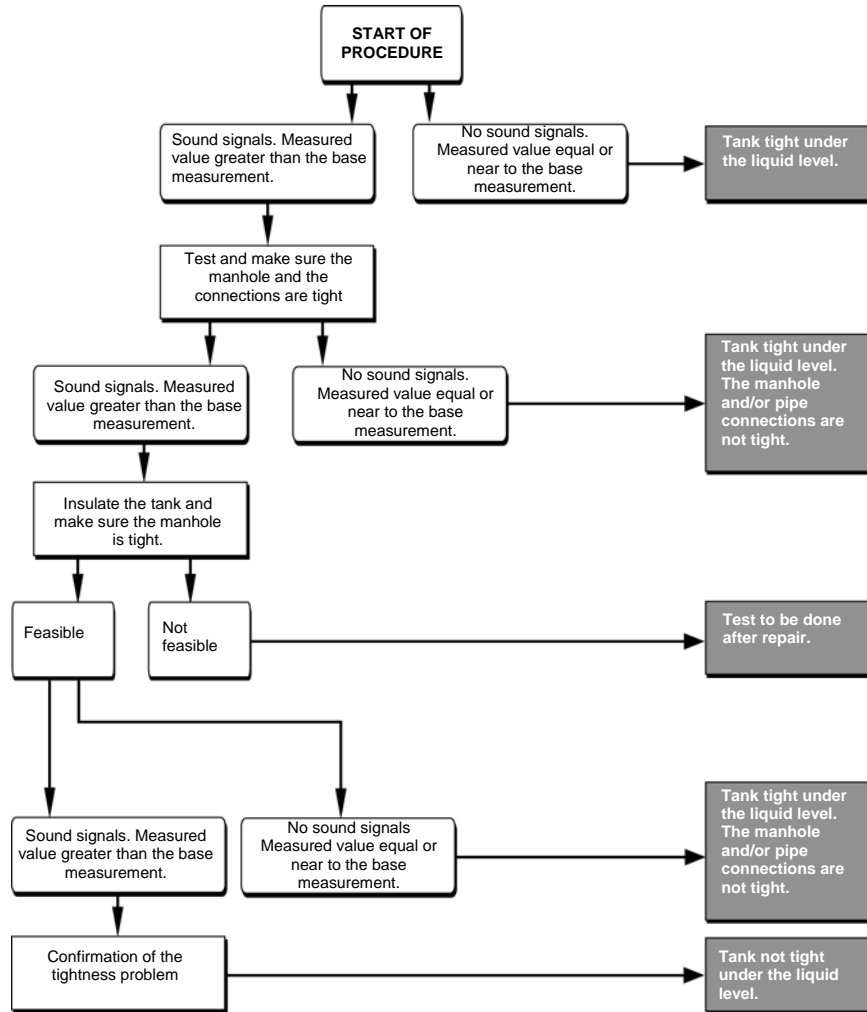 START OF
PROCEDURE
Sound signals. Measured
value greater than the base
measurement.
No sound signals.
Measured value equal or
near to the base
measurement.
Tank tight under
the liquid level.
Test and make sure the
manhole and the
connections are tight
Sound signals. Measured
value greater than the base
measurement.
No sound signals.
Measured value equal or
near to the base
measurement.
Tank tight under
the liquid level.
The manhole
and/or pipe
connections are
not tight.
Insulate the tank and
make sure the manhole
is tight.
Feasible
Not
feasible
Test to be done
after repair.
Sound signals. Measured
value greater than the base
measurement.
No sound signals
Measured value equal or
near to the base
measurement.
Tank tight under
the liquid level.
The manhole
and/or pipe
connections are
not tight.
Confirmation of the
tightness problem
Tank not tight
under the liquid
level.